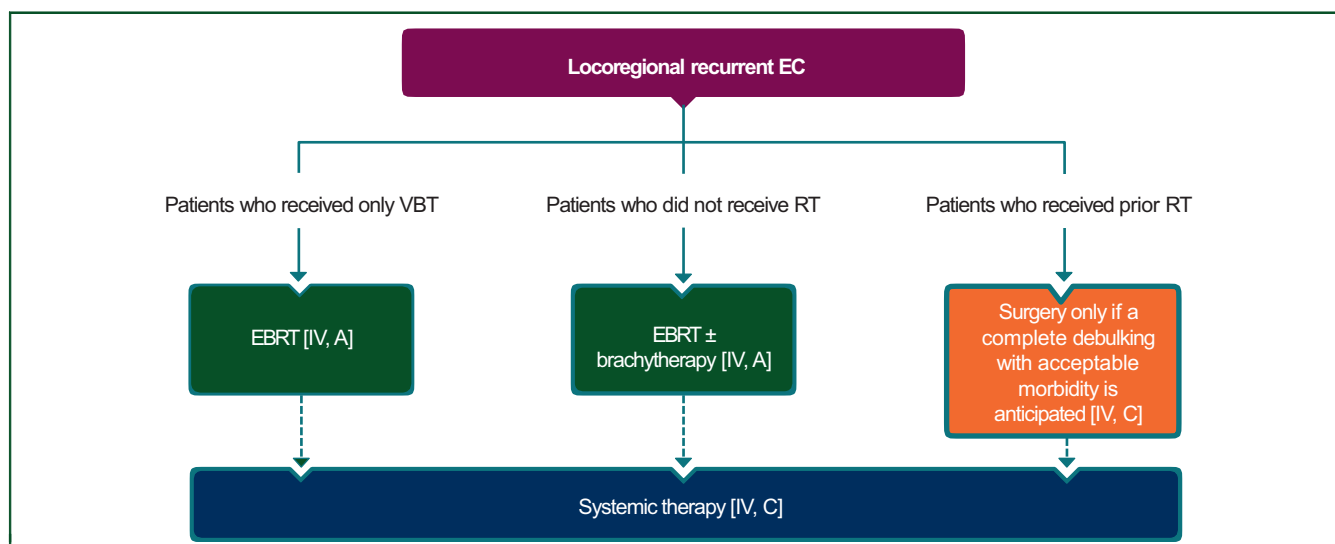 Locoregional recurrent EC
Patients who received only VBT
Patients who did not receive RT
Patients who received prior RT
EBRT [IV, A]
EBRT ±
brachytherapy [IV, A]
Surgery only if a
complete debulking
with acceptable
morbidity is
anticipated [IV, C]
Systemic therapy [IV, C]